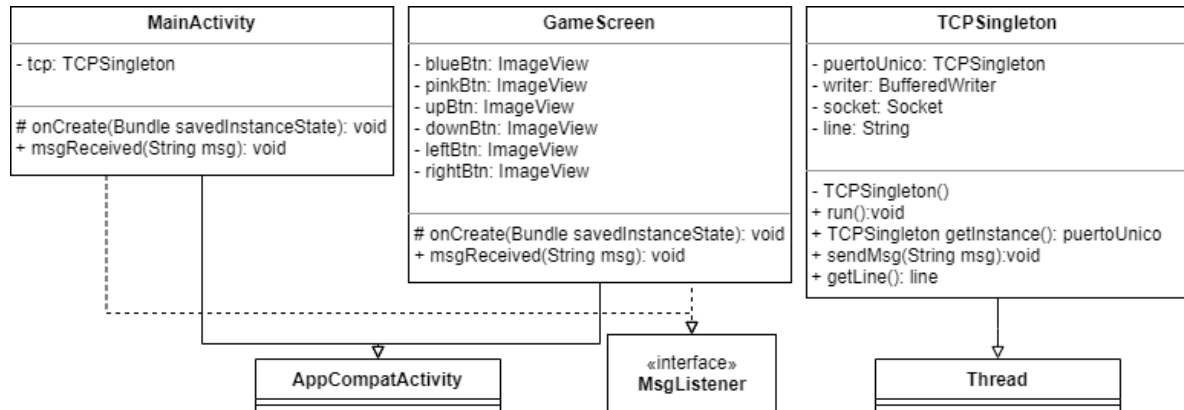 MainActivity
- tcp: TCPSingleton
# onCreate(Bundle savedInstanceState): void
+ msgReceived(String msg): void
GameScreen
- blueBtn: ImageView
- pinkBtn: ImageView
- upBtn: ImageView
- downBtn: ImageView
- leftBtn: ImageView
- rightBtn: ImageView
# onCreate(Bundle savedInstanceState): void
+ msgReceived(String msg): void
TCPSingleton
- puertoUnico: TCPSingleton
- writer: BufferedWriter
- socket: Socket
- line: String
- TCPSingleton()
+ run():void
+ TCPSingleton getInstance(): puertoUnico
+ sendMsg(String msg):void
+ getLine(): line
AppCompatActivity
«interface»
MsgListener
Thread